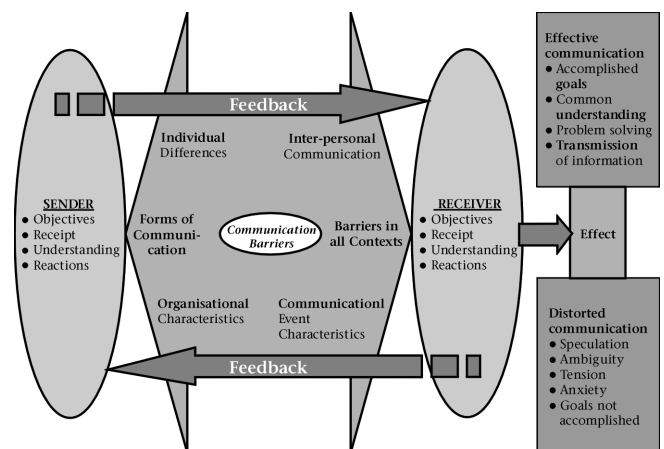 Feedback
Individual
Differences
Inter-personal
Communication
SENDER
● Objectives
● Receipt
● Understanding
● Reactions
Forms of
Communi-
cation
Communication
Barriers
Barriers in
all Contexts
RECEIVER
● Objectives
● Receipt
● Understanding
● Reactions
Organisational
Characteristics
Communicationl
Event
Characteristics
Feedback
Effective
communication
● Accomplished
goals
● Common
understanding
● Problem solving
● Transmission
of information
Effect
Distorted
communication
● Speculation
● Ambiguity
● Tension
● Anxiety
● Goals not
accomplished